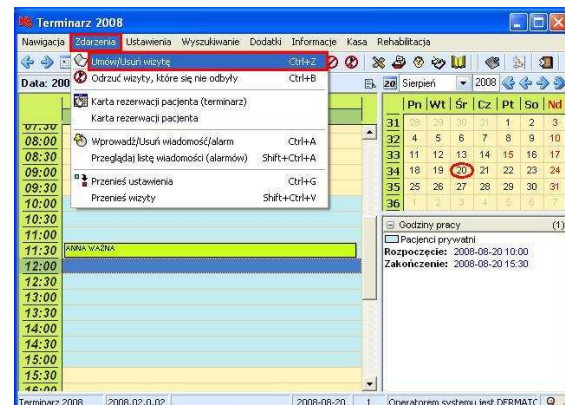 Terminarz 2008
Nawigacja Zdarzenia Ustawienia Wyszukiwanie Dodatki Informacje Kasa Rehabilitacja
Umów/Usuń wizytę Ctrl+Z
Odrzuć wizyty, które się nie odbyły Ctrl+B
Karta rezerwacji pacjenta (terminarz)
Karta rezerwacji pacjenta
Wprowadź/Usuń wiadomość/alarm Ctrl+A
Przeglądaj listę wiadomości (alarmów) Shift+Ctrl+A
Przenieś ustawienia Ctrl+G
Przenieś wizyty Shift+Ctrl+V
Data: 200
20 Sierpień 2008
Pn Wt Śr Cz Pt So Nd
31 28 29 30 31 1 2 3
32 4 5 6 7 8 9 10
33 11 12 13 14 15 16 17
34 18 19 20 21 22 23 24
35 25 26 27 28 29 30 31
36 1 2 3 4 5 6 7
Godziny pracy (1)
Pacjenci prywatni
Rozpoczęcie: 2008-08-20 10:00
Zakończenie: 2008-08-20 15:30
07:30
08:00
08:30
09:00
09:30
10:00
10:30
11:00
11:30 ANNA WAŻNA
12:00
12:30
13:00
13:30
14:00
14:30
15:00
15:30
16:00
Terminarz 2008 2008.02.0.02 2008-08-20 1 Operatorem systemu jest DERMATC